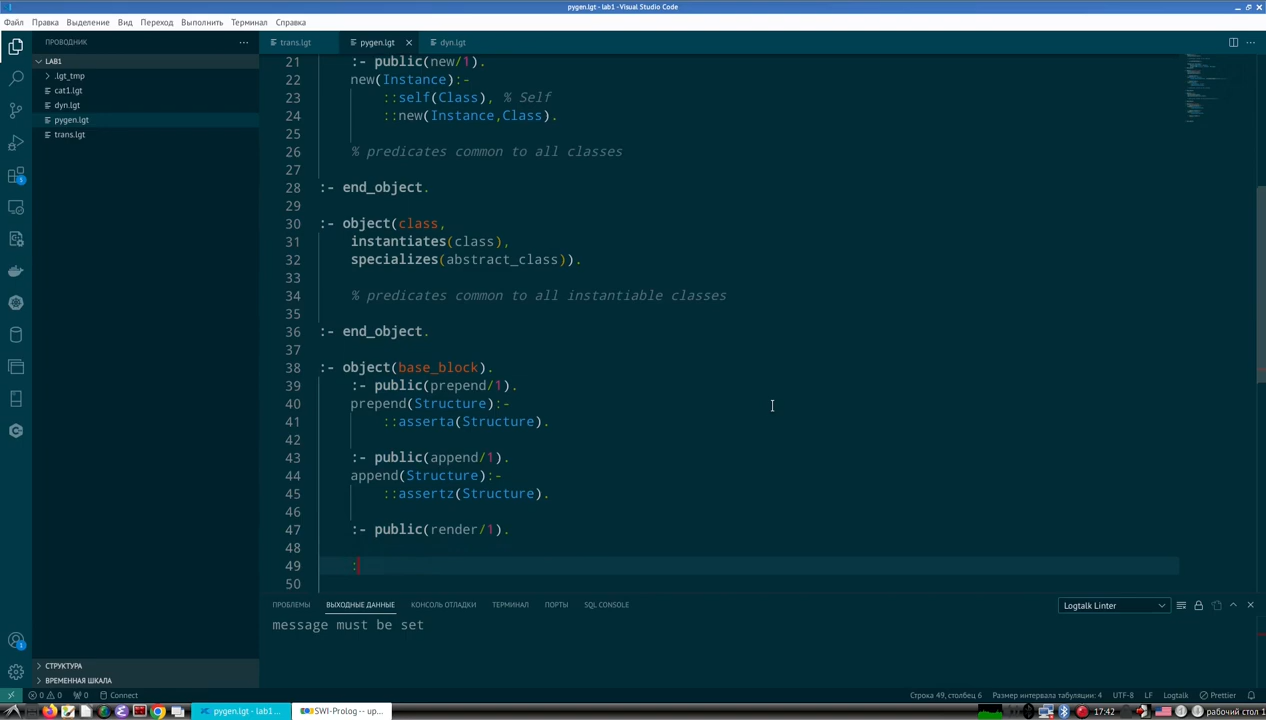 pygen.lgt - lab1 - Visual Studio Code
Файл Правка Выделение Вид Переход Выполнить Терминал Справка
ПРОВОДНИК
trans.lgt pygen.lgt dyn.lgt
LAB1
.lgt_tmp
cat1.lgt
dyn.lgt
pygen.lgt
trans.lgt
СТРУКТУРА
ВРЕМЕННАЯ ШКАЛА
21 :- public(new/1).
22 new(Instance):-
23 ::self(Class), % Self
24 ::new(Instance,Class).
25
26 % predicates common to all classes
27
28 :- end_object.
29
30 :- object(class,
31 instantiates(class),
32 specializes(abstract_class)).
33
34 % predicates common to all instantiable classes
35
36 :- end_object.
37
38 :- object(base_block).
39 :- public(prepend/1).
40 prepend(Structure):-
41 ::asserta(Structure).
42
43 :- public(append/1).
44 append(Structure):-
45 ::assertz(Structure).
46
47 :- public(render/1).
48
49 :
50
ПРОБЛЕМЫ ВЫХОДНЫЕ ДАННЫЕ КОНСОЛЬ ОТЛАДКИ ТЕРМИНАЛ ПОРТЫ SQL CONSOLE
Logtalk Linter
message must be set
0 0 0 Connect
Строка 49, столбец 6 Размер интервала табуляции: 4 UTF-8 LF Logtalk Prettier
pygen.lgt - lab1... SWI-Prolog -- up...
17:42 рабочий стол 1